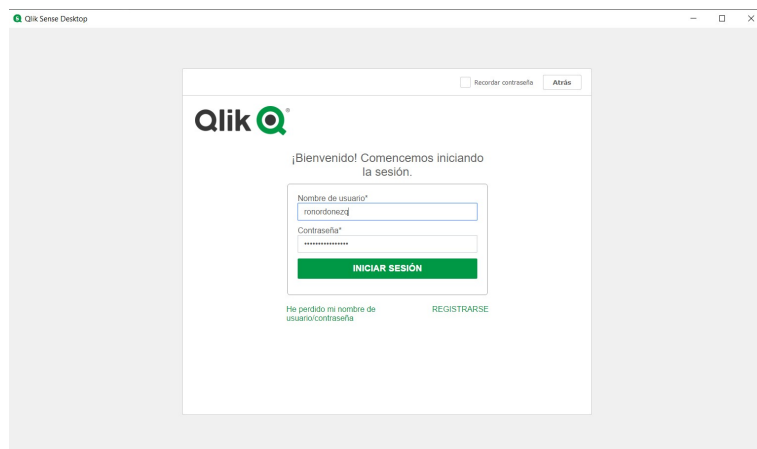 Qlik Sense Desktop
Recordar contraseña Atrás
Qlik
¡Bienvenido! Comencemos iniciando
la sesión.
Nombre de usuario*
ronordonezq
Contraseña*
••••••••••••••••
INICIAR SESIÓN
He perdido mi nombre de
usuario/contraseña
REGISTRARSE